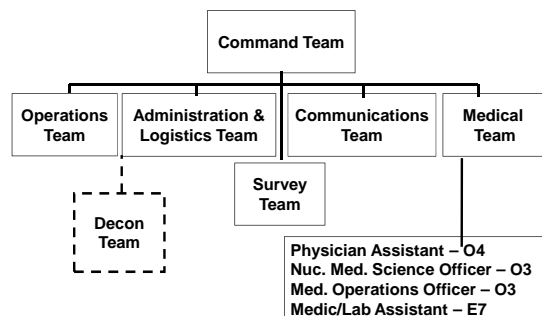 Command Team
Operations
Team
Administration &
Logistics Team
Communications
Team
Medical
Team
Survey
Team
Decon
Team
Physician Assistant – O4
Nuc. Med. Science Officer – O3
Med. Operations Officer – O3
Medic/Lab Assistant – E7